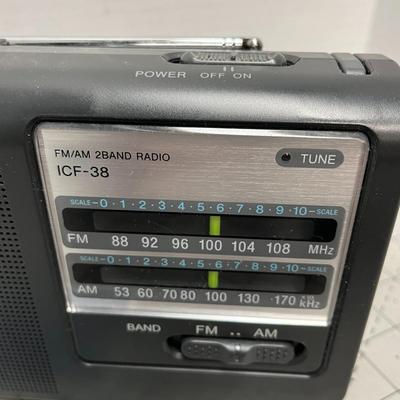 POWER OFF ON
FM/AM 2BAND RADIO
ICF-38
TUNE
SCALE -0·1·2·3·4·5·6·7·8·9·10- SCALE
FM 88 92 96 100 104 108 MHz
SCALE -0·1·2·3·4·5·6·7·8·9·10- SCALE
AM 53 60 70 80 100 130 170 kHz
BAND FM AM